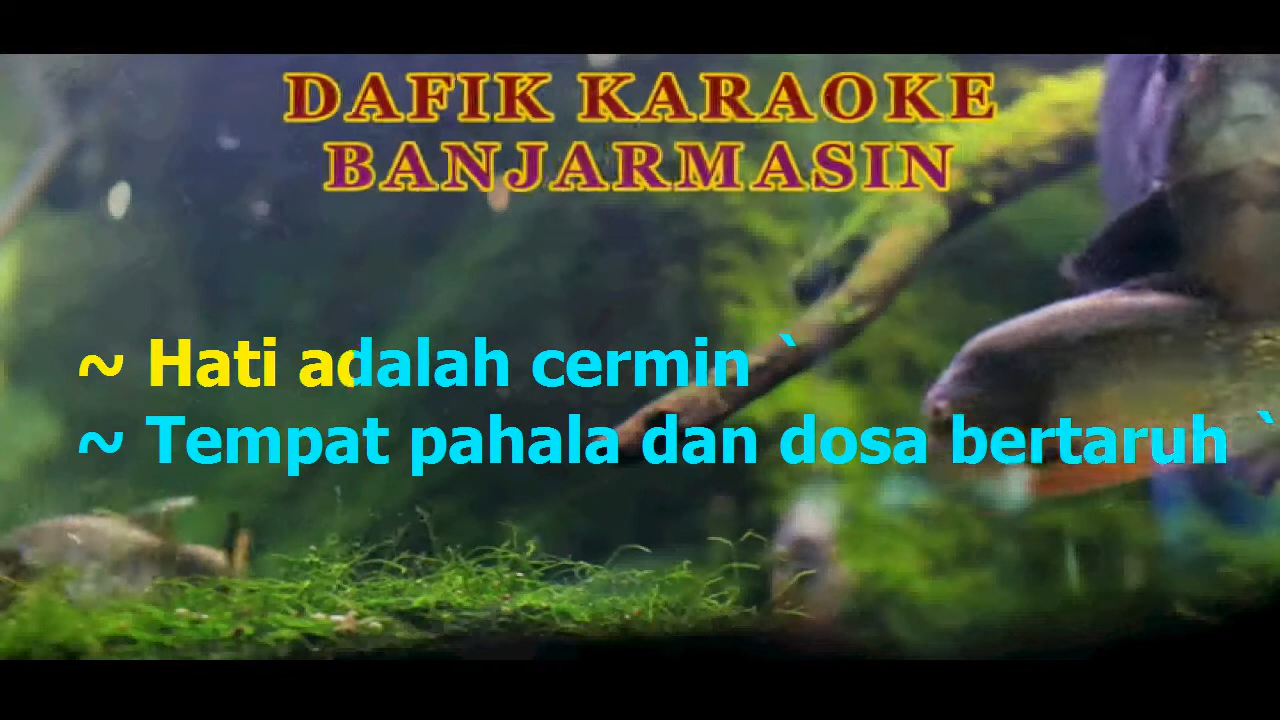 DAFIK KARAOKE
BANJARMASIN
~ Hati adalah cermin `
~ Tempat pahala dan dosa bertaruh `